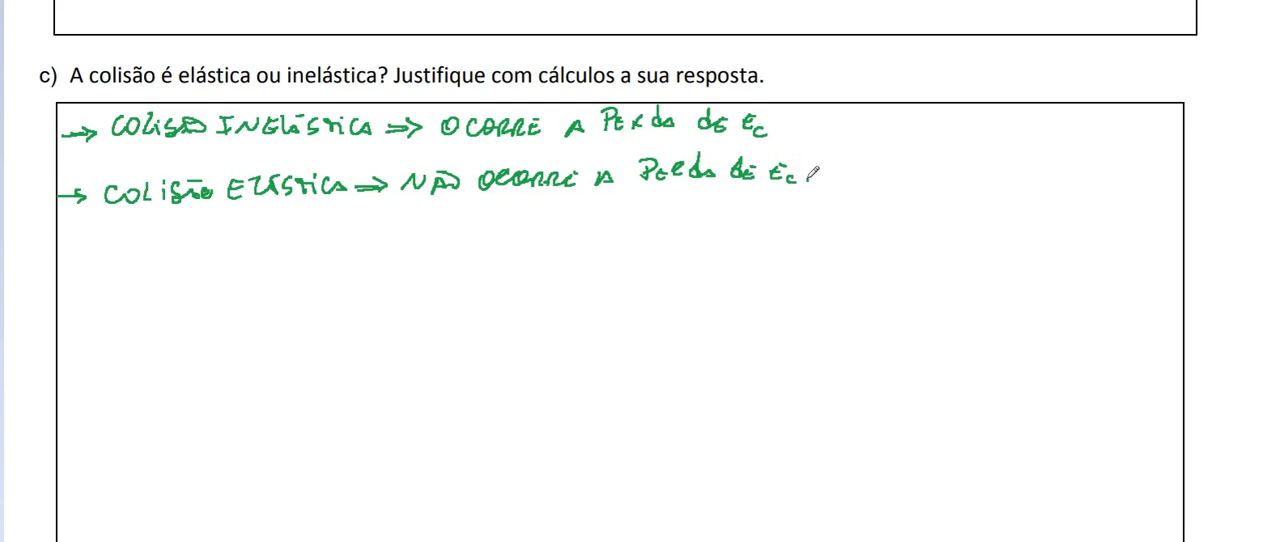 c) A colisão é elástica ou inelástica? Justifique com cálculos a sua resposta.
→ COLISÃO INELÁSTICA ⇒ OCORRE A PERDA DE Ec
→ COLISÃO ELÁSTICA ⇒ NÃO OCORRE A PERDA DE Ec